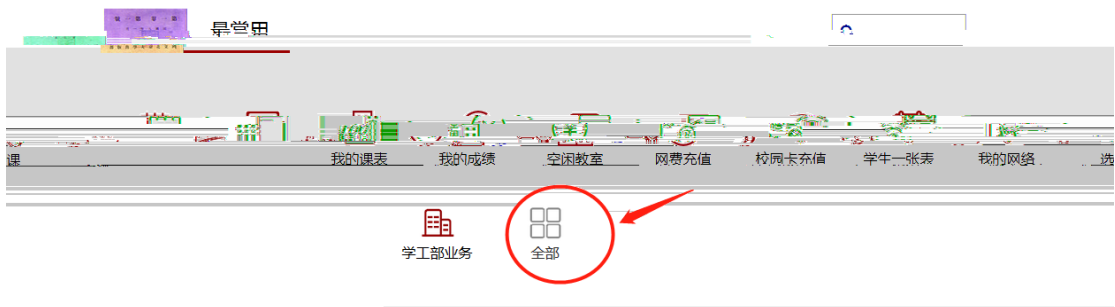 最常用
课 我的课表 我的成绩 空闲教室 网费充值 校园卡充值 学生一张表 我的网络 选
学工部业务 全部